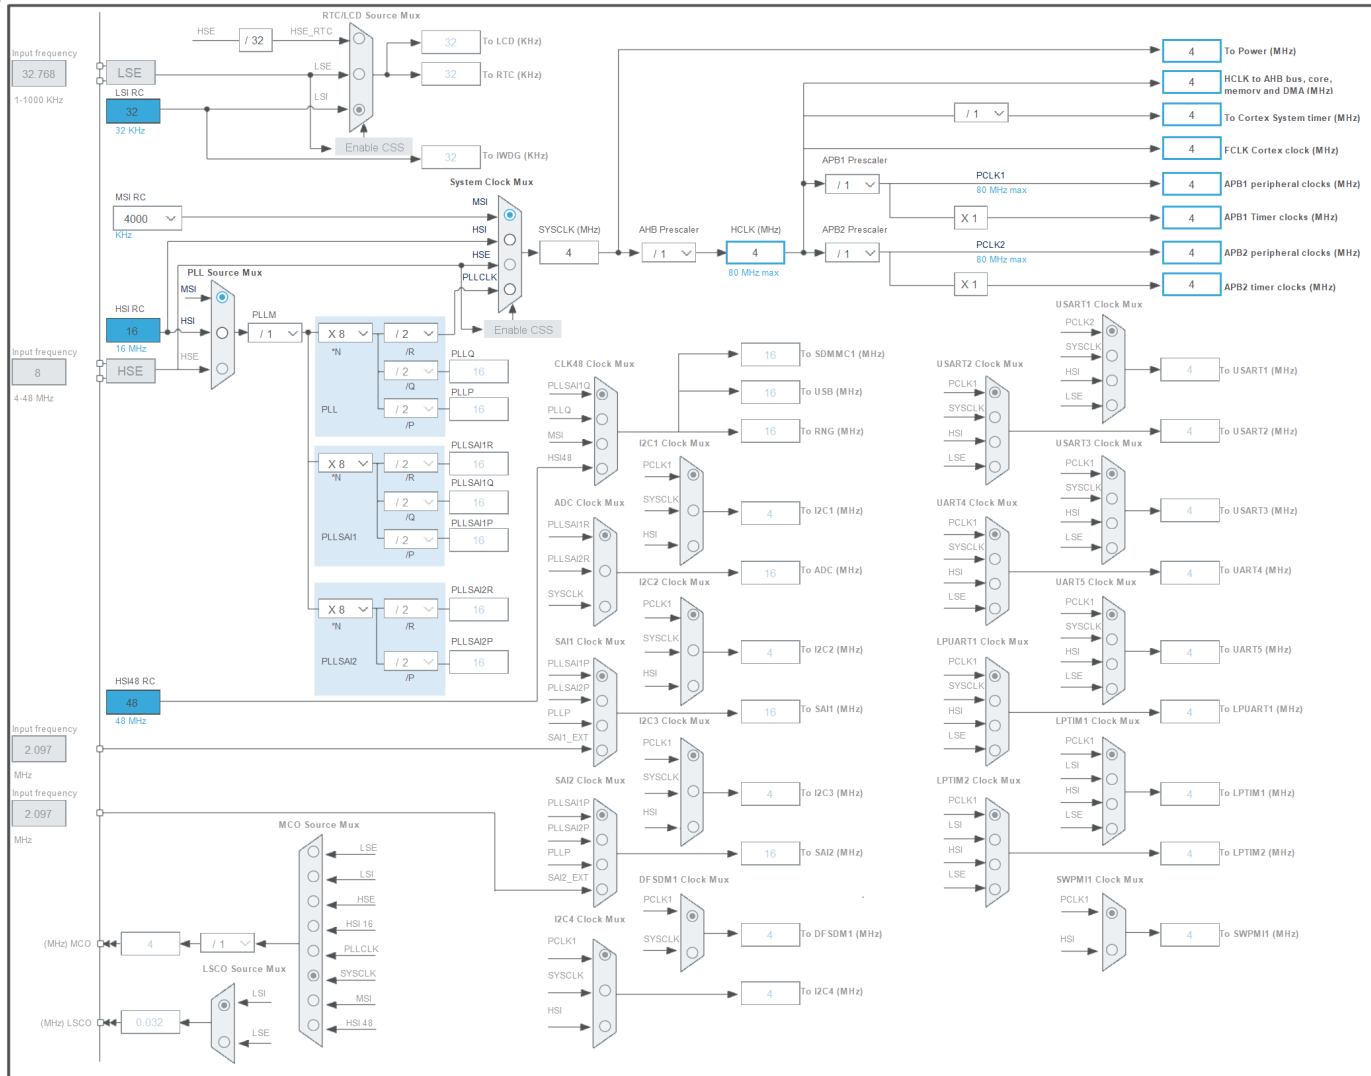 RTC/LCD Source Mux
HSE
/ 32
HSE_RTC
32
To LCD (KHz)
Input frequency
32.768
1-1000 KHz
LSE
LSE
32
To RTC (KHz)
LSI RC
32
32 KHz
LSI
Enable CSS
32
To IWDG (KHz)
4
To Power (MHz)
4
HCLK to AHB bus, core,
memory and DMA (MHz)
/ 1
4
To Cortex System timer (MHz)
4
FCLK Cortex clock (MHz)
APB1 Prescaler
/ 1
PCLK1
80 MHz max
4
APB1 peripheral clocks (MHz)
X 1
4
APB1 Timer clocks (MHz)
System Clock Mux
MSI
HSI
HSE
PLLCLK
Enable CSS
MSI RC
4000
KHz
SYSCLK (MHz)
4
AHB Prescaler
/ 1
HCLK (MHz)
4
80 MHz max
APB2 Prescaler
/ 1
PCLK2
80 MHz max
4
APB2 peripheral clocks (MHz)
X 1
4
APB2 timer clocks (MHz)
PLL Source Mux
MSI
HSI
HSE
HSI RC
16
16 MHz
Input frequency
8
4-48 MHz
HSE
PLLM
/ 1
X 8
*N
/ 2
/R
PLLQ
/ 2
16
/Q
PLLP
/ 2
16
/P
PLL
PLLSAI1R
X 8
*N
/ 2
16
/R
PLLSAI1Q
/ 2
16
/Q
PLLSAI1P
/ 2
16
/P
PLLSAI1
PLLSAI2R
X 8
*N
/ 2
16
/R
PLLSAI2P
/ 2
16
/P
PLLSAI2
HSI48 RC
48
48 MHz
Input frequency
2.097
MHz
Input frequency
2.097
MHz
CLK48 Clock Mux
PLLSAI1Q
PLLQ
MSI
HSI48
16
To SDMMC1 (MHz)
16
To USB (MHz)
16
To RNG (MHz)
ADC Clock Mux
PLLSAI1R
PLLSAI2R
SYSCLK
16
To ADC (MHz)
SAI1 Clock Mux
PLLSAI1P
PLLSAI2P
PLLP
SAI1_EXT
16
To SAI1 (MHz)
SAI2 Clock Mux
PLLSAI1P
PLLSAI2P
PLLP
SAI2_EXT
16
To SAI2 (MHz)
I2C4 Clock Mux
PCLK1
SYSCLK
HSI
4
To I2C4 (MHz)
I2C1 Clock Mux
PCLK1
SYSCLK
HSI
4
To I2C1 (MHz)
I2C2 Clock Mux
PCLK1
SYSCLK
HSI
4
To I2C2 (MHz)
I2C3 Clock Mux
PCLK1
SYSCLK
HSI
4
To I2C3 (MHz)
DFSDM1 Clock Mux
PCLK1
SYSCLK
4
To DFSDM1 (MHz)
USART1 Clock Mux
PCLK2
SYSCLK
HSI
LSE
4
To USART1 (MHz)
USART2 Clock Mux
PCLK1
SYSCLK
HSI
LSE
4
To USART2 (MHz)
USART3 Clock Mux
PCLK1
SYSCLK
HSI
LSE
4
To USART3 (MHz)
UART4 Clock Mux
PCLK1
SYSCLK
HSI
LSE
4
To UART4 (MHz)
UART5 Clock Mux
PCLK1
SYSCLK
HSI
LSE
4
To UART5 (MHz)
LPUART1 Clock Mux
PCLK1
SYSCLK
HSI
LSE
4
To LPUART1 (MHz)
LPTIM1 Clock Mux
PCLK1
LSI
HSI
LSE
4
To LPTIM1 (MHz)
LPTIM2 Clock Mux
PCLK1
LSI
HSI
LSE
4
To LPTIM2 (MHz)
SWPMI1 Clock Mux
PCLK1
HSI
4
To SWPMI1 (MHz)
MCO Source Mux
LSE
LSI
HSE
HSI 16
PLLCLK
SYSCLK
MSI
HSI 48
(MHz) MCO
4
/ 1
LSCO Source Mux
LSI
LSE
(MHz) LSCO
0.032